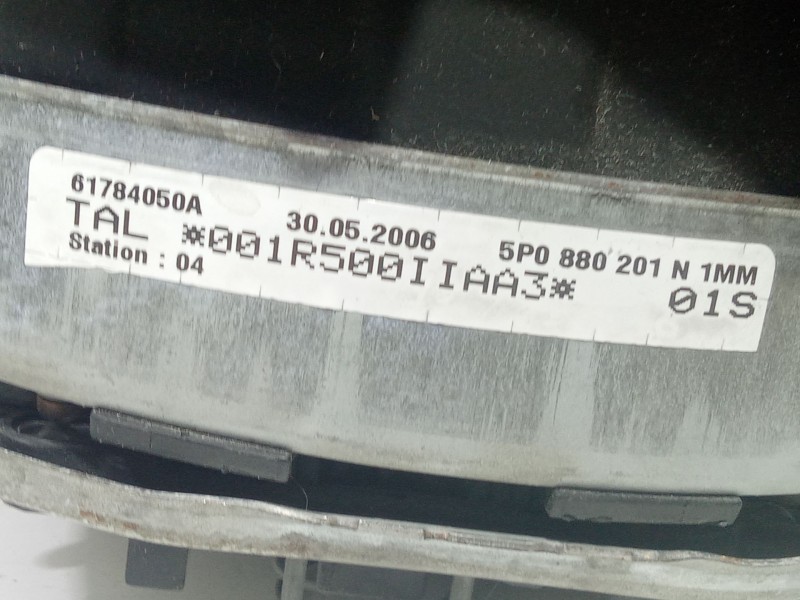 61784050A 30.05.2006 5P0 880 201 N 1MM
TAL *001R500IIAA3* 01S
Station : 04